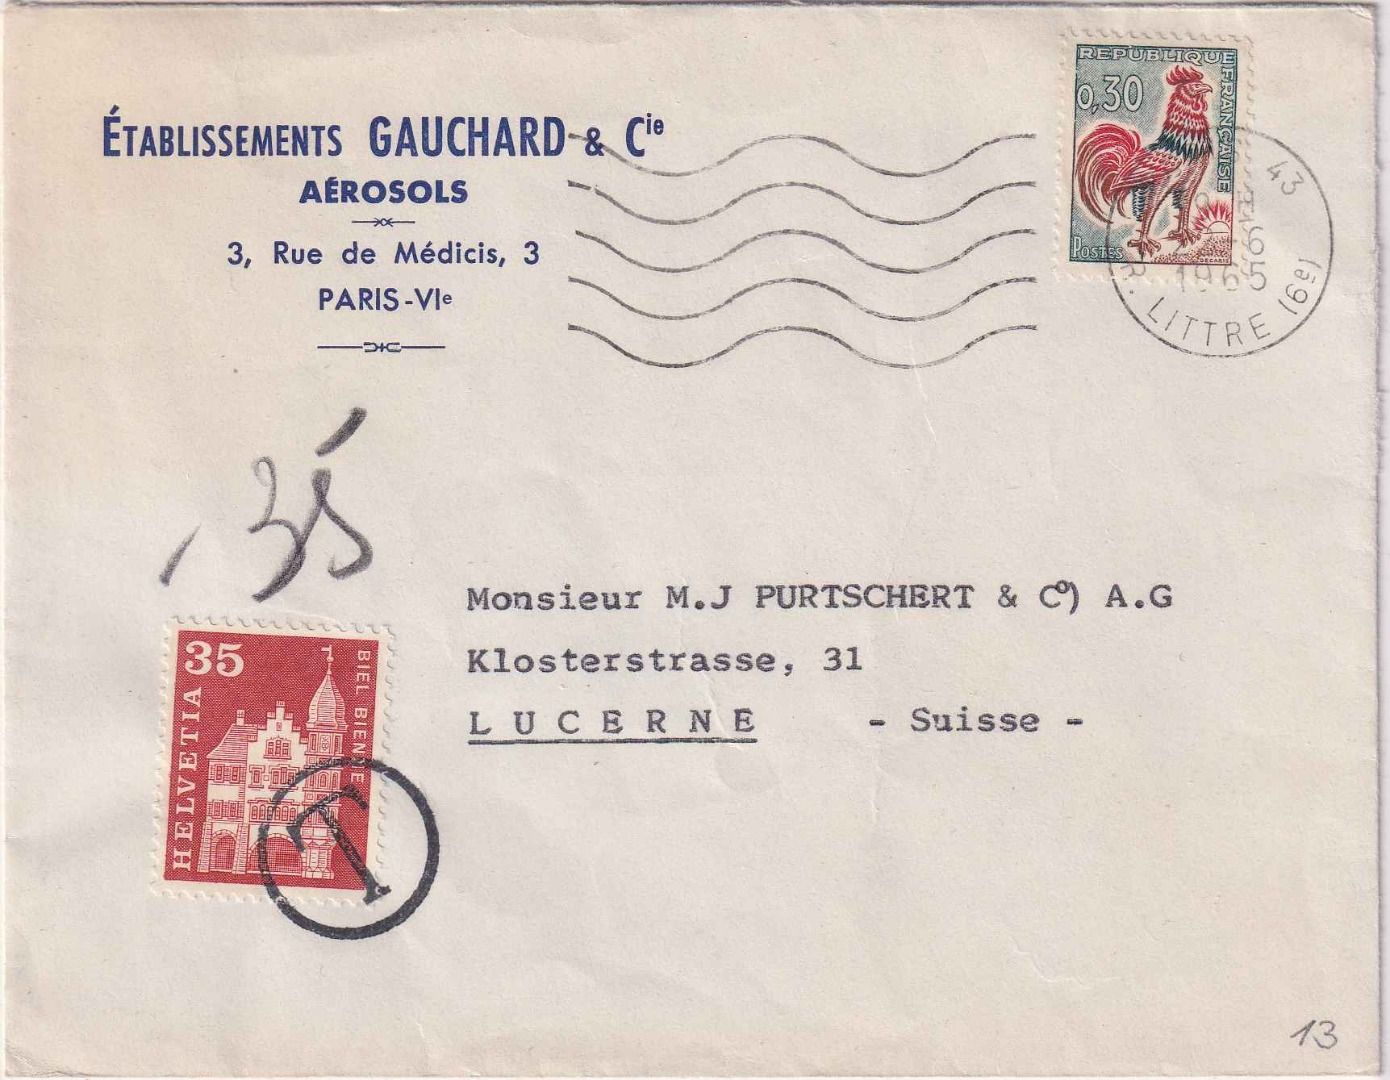 ÉTABLISSEMENTS GAUCHARD & Cie
AÉROSOLS
3, Rue de Médicis, 3
PARIS-VIe
REPUBLIQUE FRANÇAISE
0,30
POSTES
DECARIS
43
1965
R. LITTRE (6e)
35
35
BIEL BIENNE
HELVETIA
T
Monsieur M.J PURTSCHERT & C°) A.G
Klosterstrasse, 31
LUCERNE - Suisse -
13